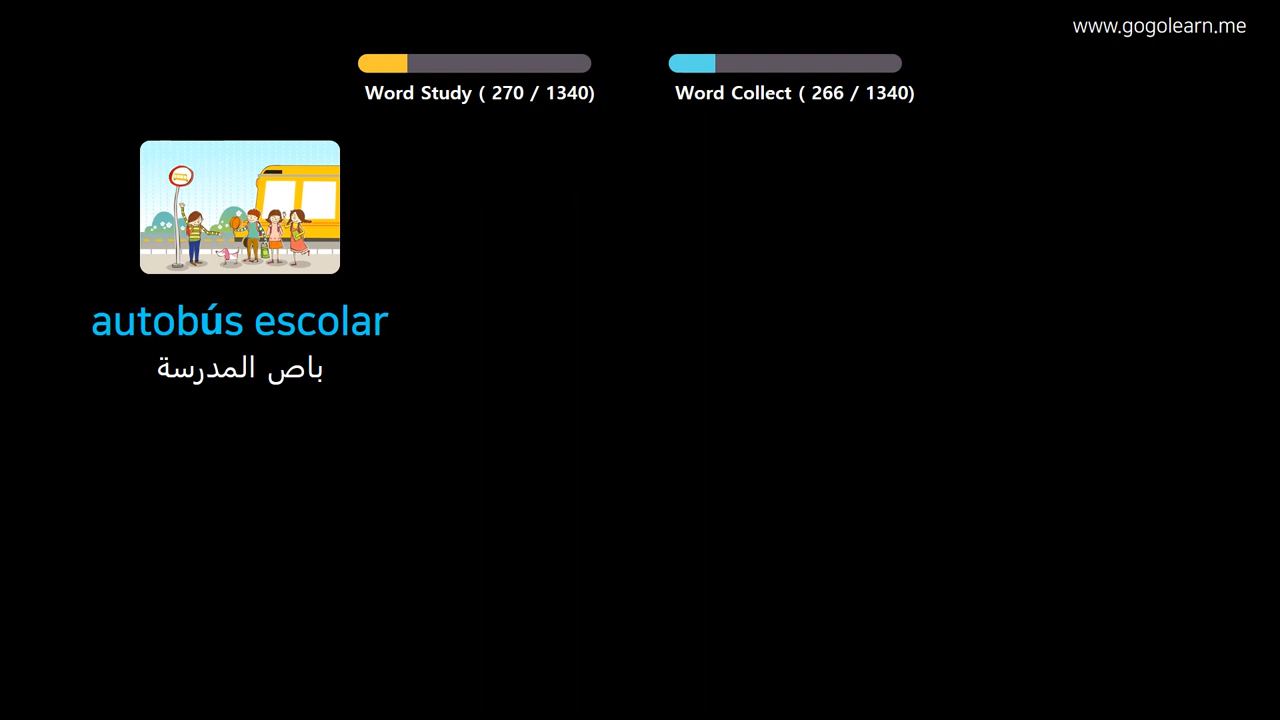 www.gogolearn.me
Word Study ( 270 / 1340)
Word Collect ( 266 / 1340)
autobús escolar
باص المدرسة